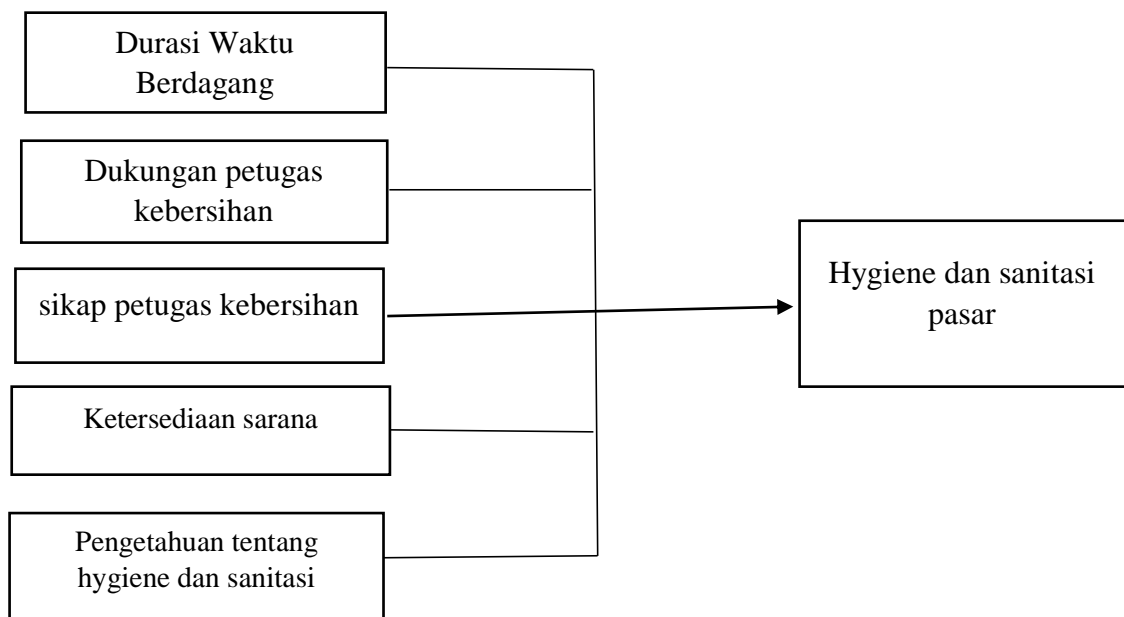 Durasi Waktu
Berdagang
Dukungan petugas
kebersihan
sikap petugas kebersihan
Ketersediaan sarana
Pengetahuan tentang
hygiene dan sanitasi
Hygiene dan sanitasi
pasar